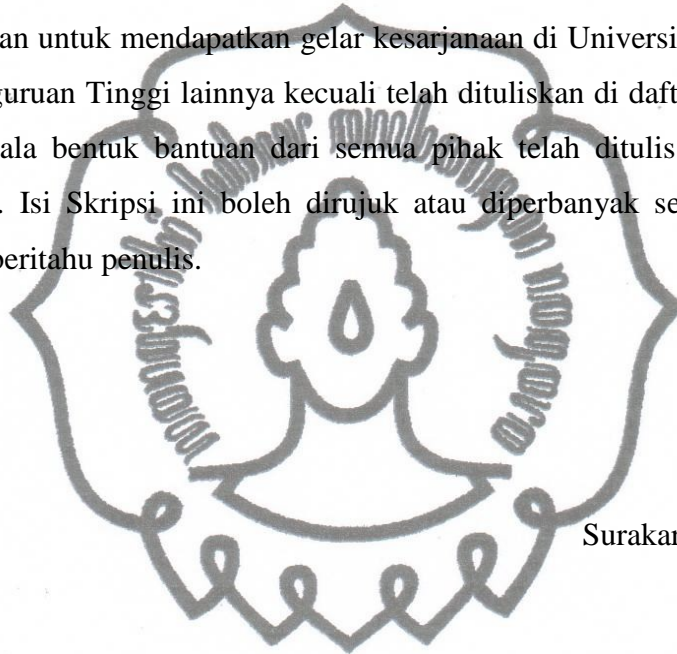 an untuk mendapatkan gelar kesarjanaan di Universi
guruan Tinggi lainnya kecuali telah dituliskan di daft
ala bentuk bantuan dari semua pihak telah ditulis
. Isi Skripsi ini boleh dirujuk atau diperbanyak se
beritahu penulis.
Surakar